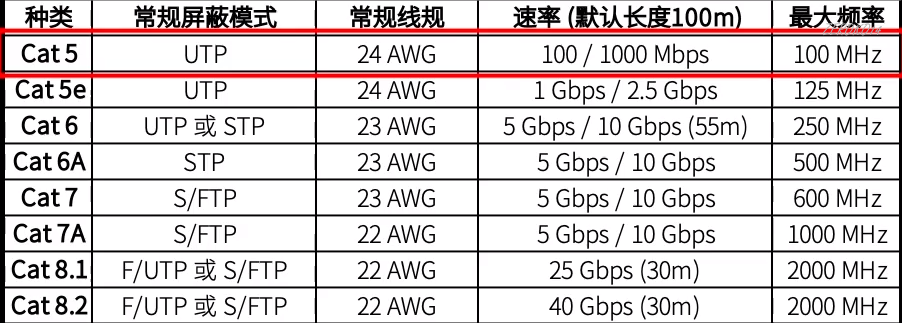 种类 常规屏蔽模式 常规线规 速率 (默认长度100m) 最大频率
Cat 5 UTP 24 AWG 100 / 1000 Mbps 100 MHz
Cat 5e UTP 24 AWG 1 Gbps / 2.5 Gbps 125 MHz
Cat 6 UTP 或 STP 23 AWG 5 Gbps / 10 Gbps (55m) 250 MHz
Cat 6A STP 23 AWG 5 Gbps / 10 Gbps 500 MHz
Cat 7 S/FTP 23 AWG 5 Gbps / 10 Gbps 600 MHz
Cat 7A S/FTP 22 AWG 5 Gbps / 10 Gbps 1000 MHz
Cat 8.1 F/UTP 或 S/FTP 22 AWG 25 Gbps (30m) 2000 MHz
Cat 8.2 F/UTP 或 S/FTP 22 AWG 40 Gbps (30m) 2000 MHz